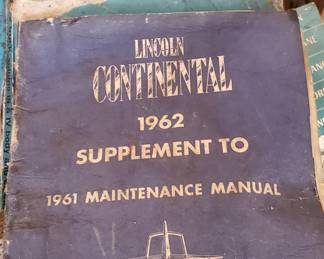 LINCOLN
CONTINENTAL
1962
SUPPLEMENT TO
1961 MAINTENANCE MANUAL